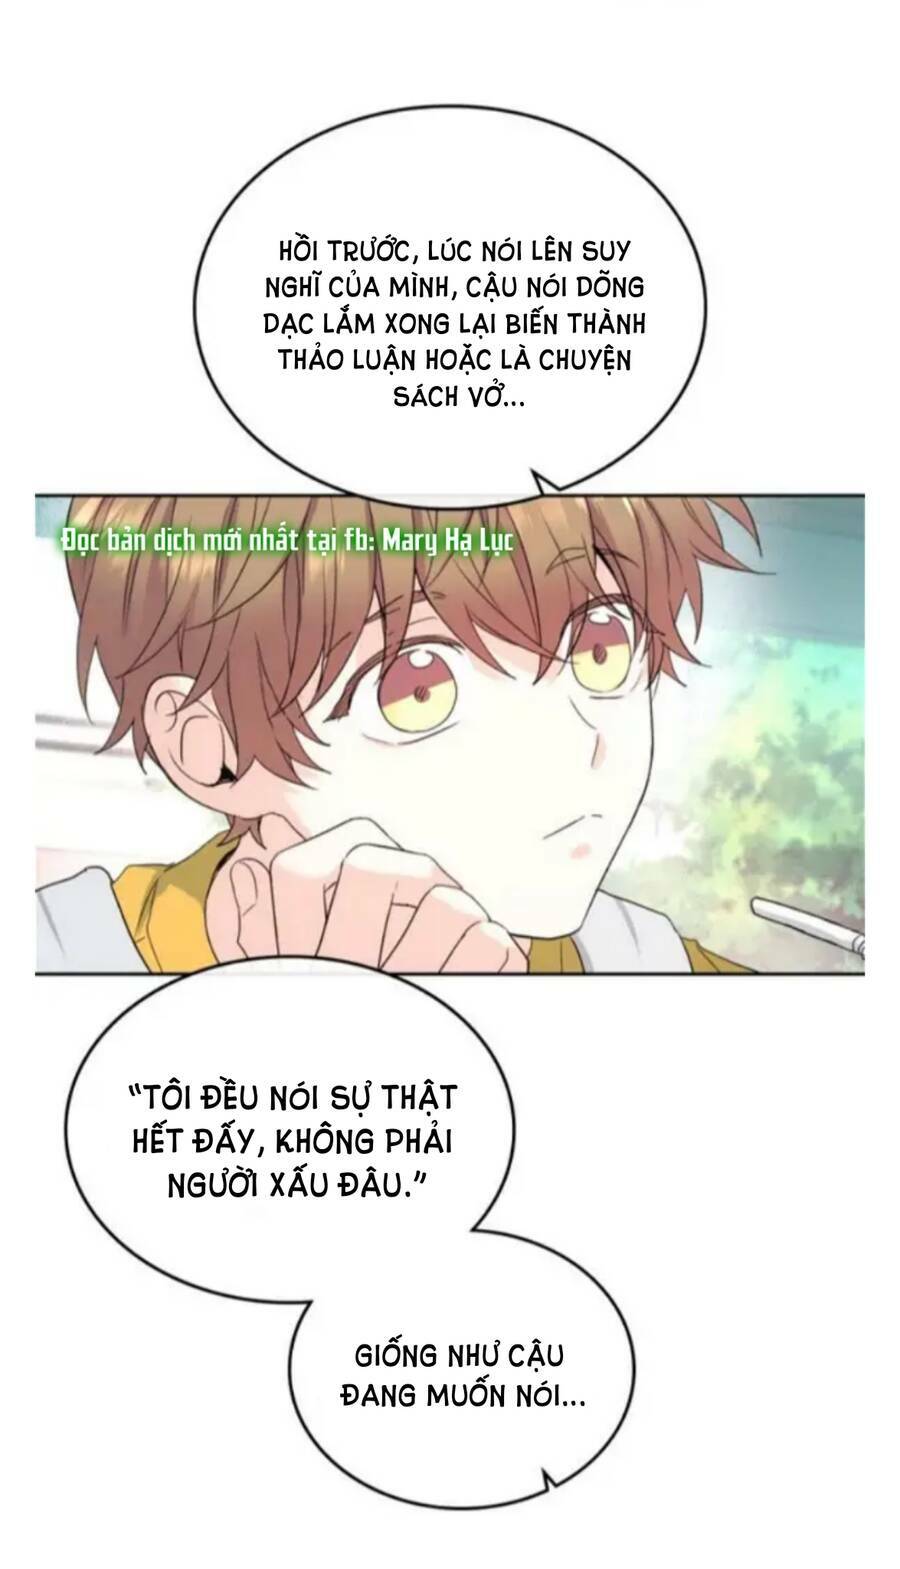 HỒI TRƯỚC, LÚC NÓI LÊN SUY
NGHĨ CỦA MÌNH, CẬU NÓI DÕNG
DẠC LẮM XONG LẠI BIẾN THÀNH
THẢO LUẬN HOẶC LÀ CHUYỆN
SÁCH VỞ...
Đọc bản dịch mới nhất tại fb: Mary Hạ Lục
“TÔI ĐỀU NÓI SỰ THẬT
HẾT ĐẤY, KHÔNG PHẢI
NGƯỜI XẤU ĐÂU.”
GIỐNG NHƯ CẬU
ĐANG MUỐN NÓI...